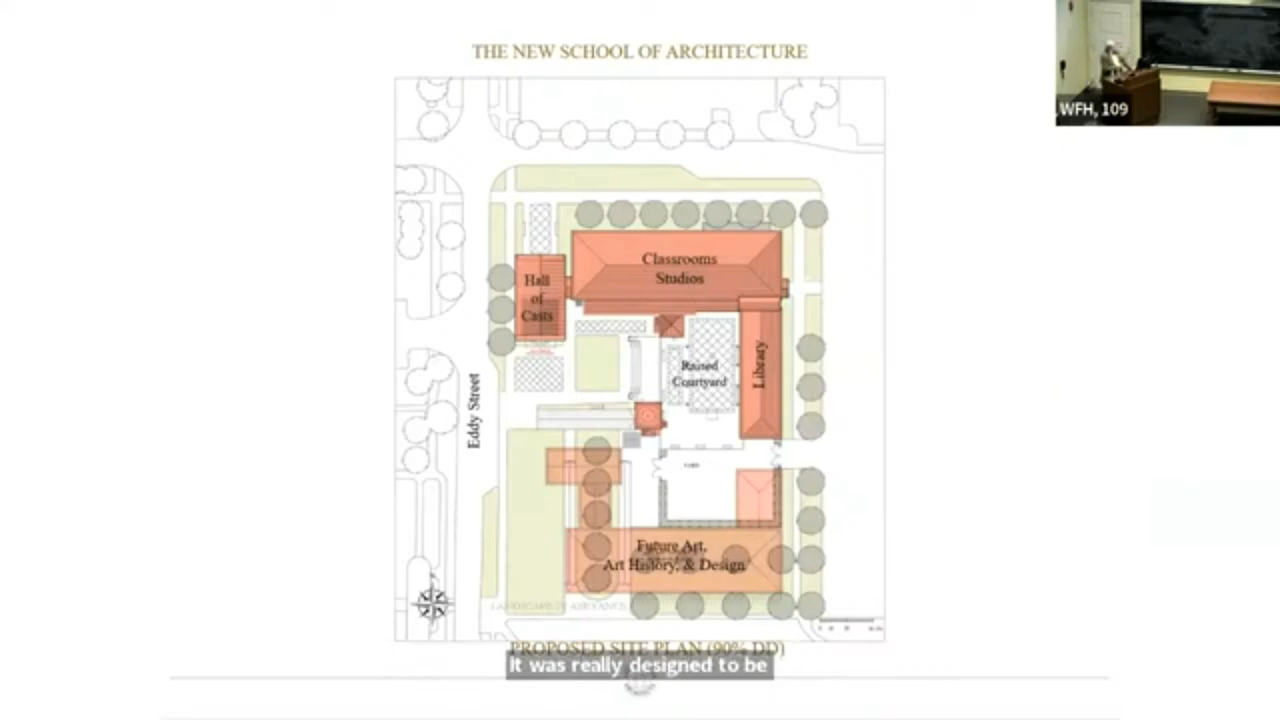 THE NEW SCHOOL OF ARCHITECTURE
WFH, 109
Classrooms
Studios
Hall
of
Casts
Raised
Courtyard
Library
Eddy Street
Future Art,
Art History, & Design
PROPOSED SITE PLAN (90% DD)
It was really designed to be